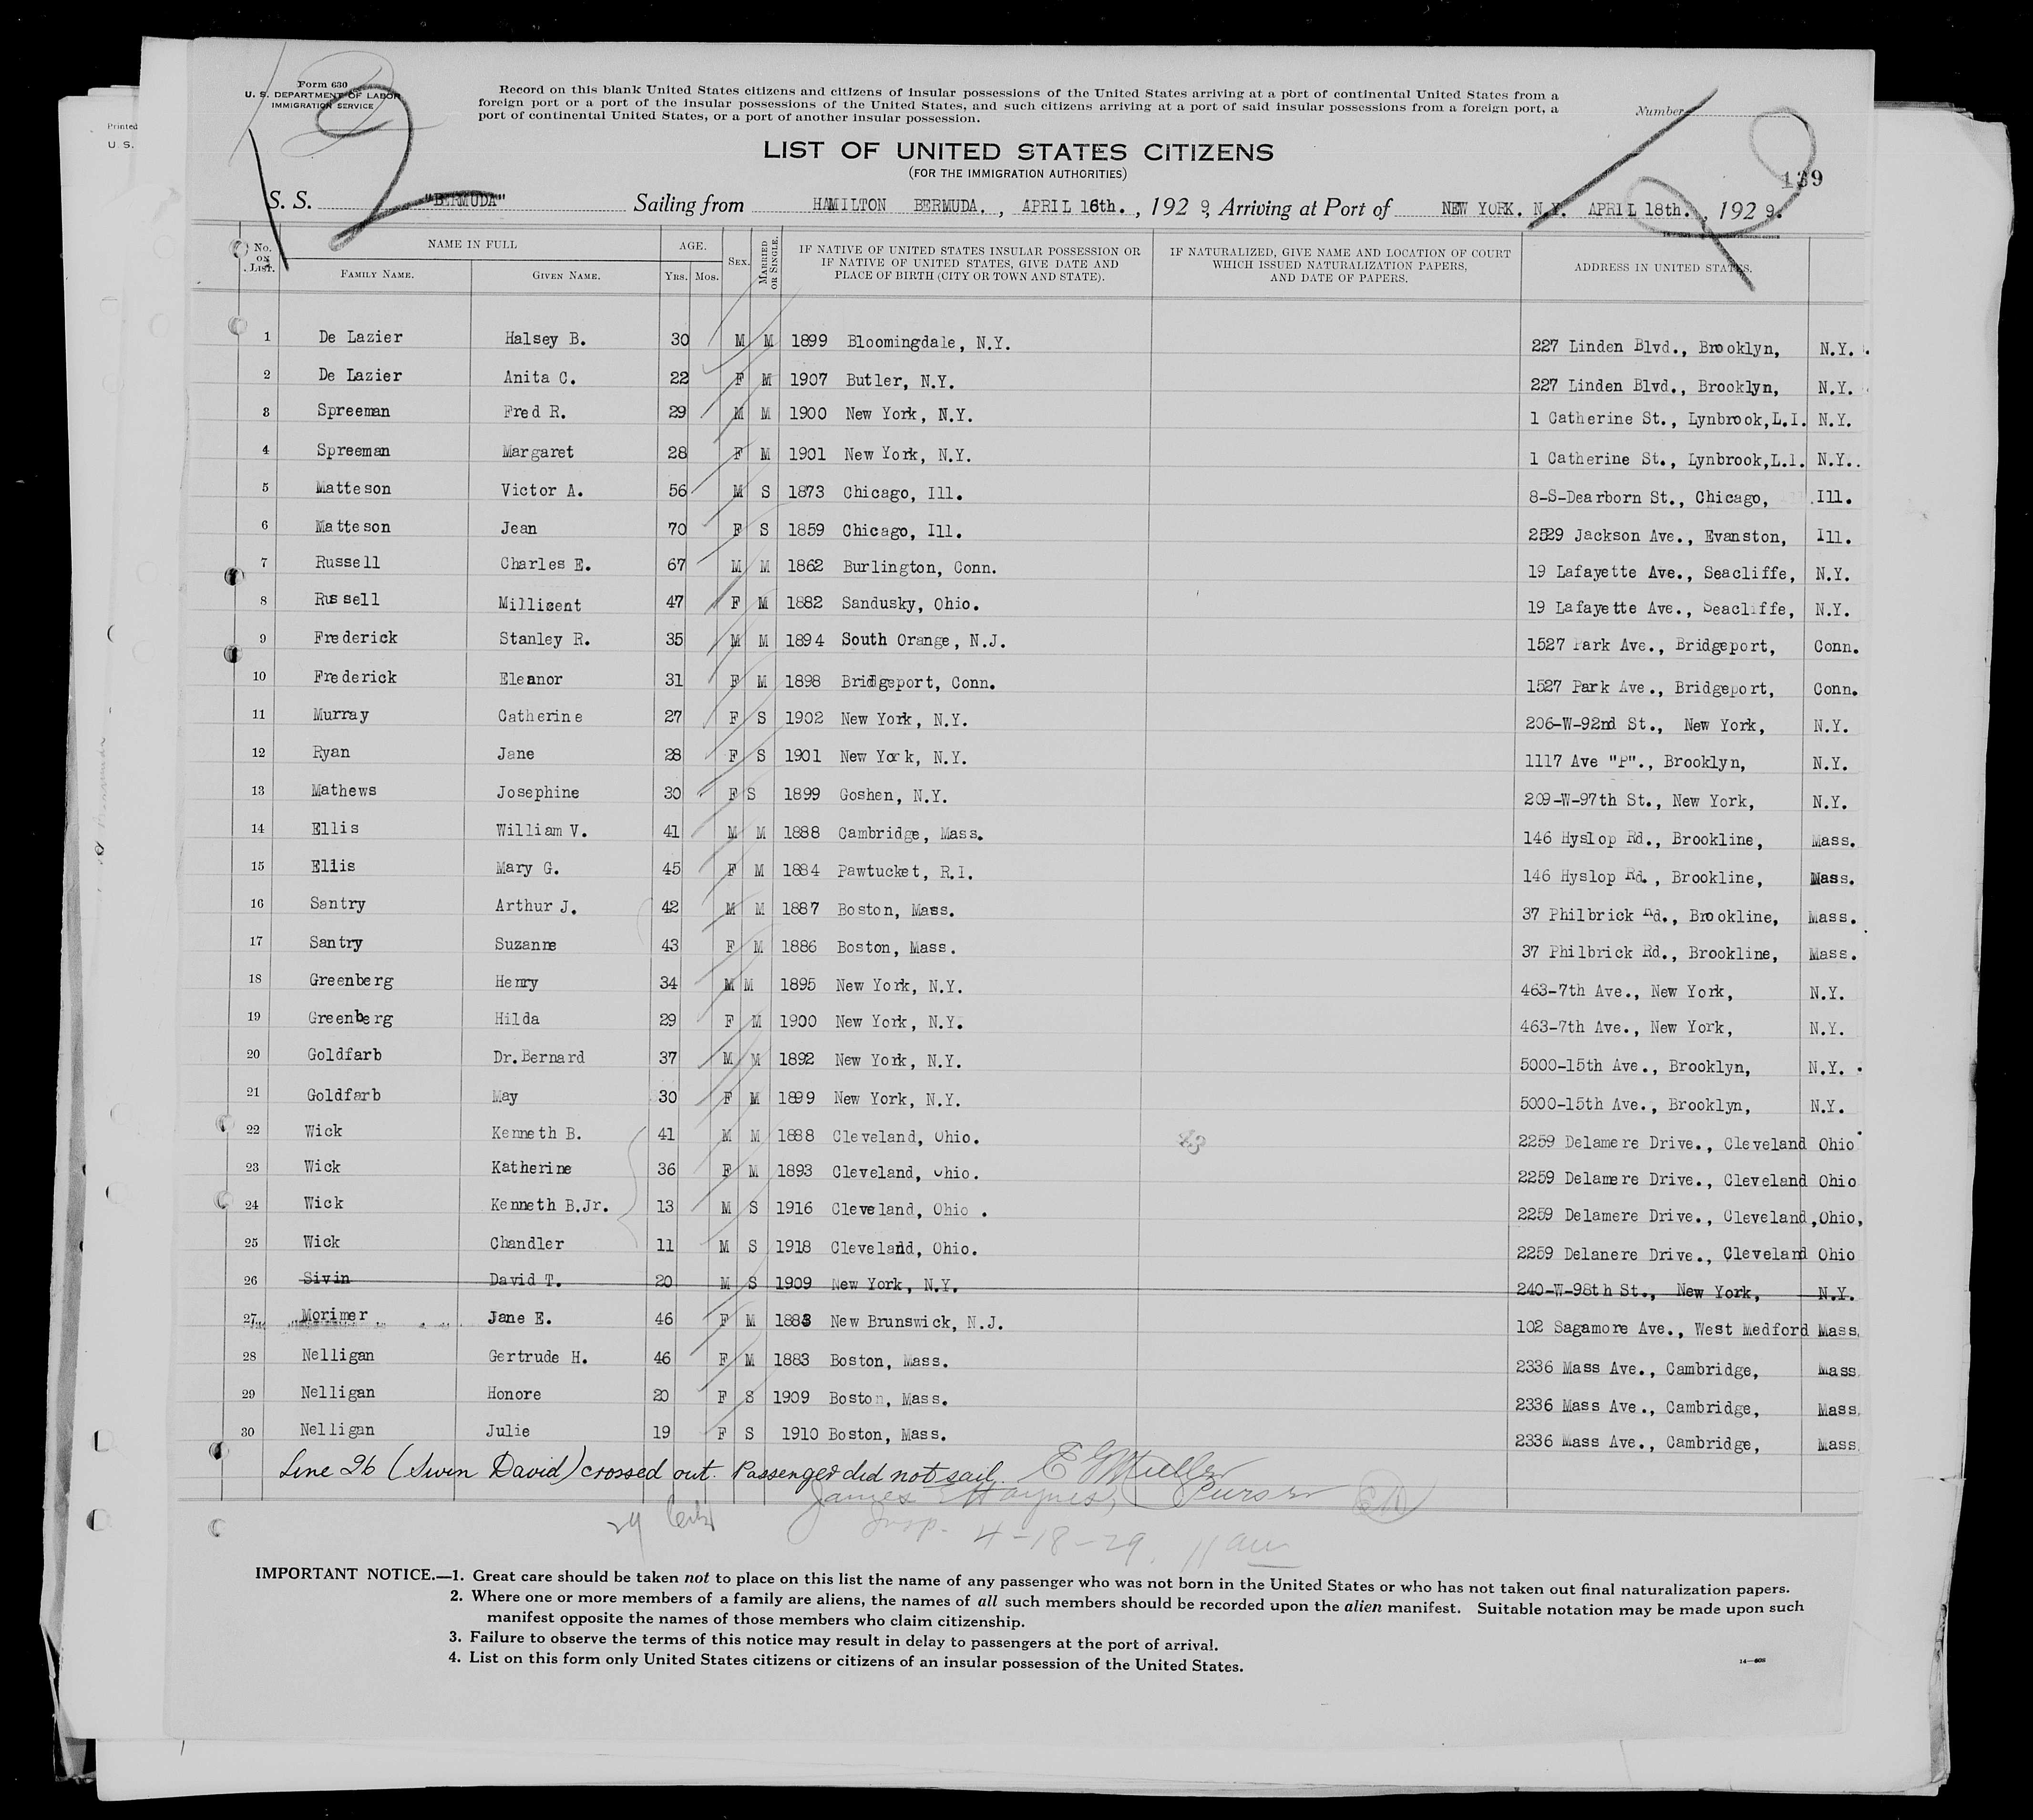 Printed
U. S.
Form 630
U. S. DEPARTMENT OF LABOR
IMMIGRATION SERVICE
Record on this blank United States citizens and citizens of insular possessions of the United States arriving at a port of continental United States from a
foreign port or a port of the insular possessions of the United States, and such citizens arriving at a port of said insular possessions from a foreign port, a
port of continental United States, or a port of another insular possession.
Number
LIST OF UNITED STATES CITIZENS
(FOR THE IMMIGRATION AUTHORITIES)
139
S. S. "BERMUDA" Sailing from HAMILTON BERMUDA. , APRIL 16th. , 192 9, Arriving at Port of NEW YORK. N.Y. APRIL 18th. , 192 9.
No. on List. NAME IN FULL FAMILY NAME. GIVEN NAME. AGE. YRS. MOS. SEX. MARRIED OR SINGLE. IF NATIVE OF UNITED STATES INSULAR POSSESSION OR IF NATIVE OF UNITED STATES, GIVE DATE AND PLACE OF BIRTH (CITY OR TOWN AND STATE). IF NATURALIZED, GIVE NAME AND LOCATION OF COURT WHICH ISSUED NATURALIZATION PAPERS, AND DATE OF PAPERS. ADDRESS IN UNITED STATES.
1 De Lazier Halsey B. 30 M M 1899 Bloomingdale, N.Y. 227 Linden Blvd., Brooklyn, N.Y.
2 De Lazier Anita C. 22 F M 1907 Butler, N.Y. 227 Linden Blvd., Brooklyn, N.Y.
3 Spreeman Fred R. 29 M M 1900 New York, N.Y. 1 Catherine St., Lynbrook,L.I. N.Y.
4 Spreeman Margaret 28 F M 1901 New York, N.Y. 1 Catherine St., Lynbrook,L.I. N.Y.
5 Matteson Victor A. 56 M S 1873 Chicago, Ill. 8-S-Dearborn St., Chicago, Ill.
6 Matteson Jean 70 F S 1859 Chicago, Ill. 2529 Jackson Ave., Evanston, Ill.
7 Russell Charles E. 67 M M 1862 Burlington, Conn. 19 Lafayette Ave., Seacliffe, N.Y.
8 Russell Millicent 47 F M 1882 Sandusky, Ohio. 19 Lafayette Ave., Seacliffe, N.Y.
9 Frederick Stanley R. 35 M M 1894 South Orange, N.J. 1527 Park Ave., Bridgeport, Conn.
10 Frederick Eleanor 31 F M 1898 Bridgeport, Conn. 1527 Park Ave., Bridgeport, Conn.
11 Murray Catherine 27 F S 1902 New York, N.Y. 206-W-92nd St., New York, N.Y.
12 Ryan Jane 28 F S 1901 New York, N.Y. 1117 Ave "P"., Brooklyn, N.Y.
13 Mathews Josephine 30 F S 1899 Goshen, N.Y. 209-W-97th St., New York, N.Y.
14 Ellis William V. 41 M M 1888 Cambridge, Mass. 146 Hyslop Rd., Brookline, Mass.
15 Ellis Mary G. 45 F M 1884 Pawtucket, R.I. 146 Hyslop Rd., Brookline, Mass.
16 Santry Arthur J. 42 M M 1887 Boston, Mass. 37 Philbrick Rd., Brookline, Mass.
17 Santry Suzanne 43 F M 1886 Boston, Mass. 37 Philbrick Rd., Brookline, Mass.
18 Greenberg Henry 34 M M 1895 New York, N.Y. 463-7th Ave., New York, N.Y.
19 Greenberg Hilda 29 F M 1900 New York, N.Y. 463-7th Ave., New York, N.Y.
20 Goldfarb Dr.Bernard 37 M M 1892 New York, N.Y. 5000-15th Ave., Brooklyn, N.Y.
21 Goldfarb May 30 F M 1899 New York, N.Y. 5000-15th Ave., Brooklyn, N.Y.
22 Wick Kenneth B. 41 M M 1888 Cleveland, Ohio. 43 2259 Delamere Drive., Cleveland Ohio
23 Wick Katherine 36 F M 1893 Cleveland, Ohio. 2259 Delamere Drive., Cleveland Ohio
24 Wick Kenneth B.Jr. 13 M S 1916 Cleveland, Ohio . 2259 Delamere Drive., Cleveland,Ohio,
25 Wick Chandler 11 M S 1918 Cleveland, Ohio. 2259 Delanere Drive., Cleveland Ohio
26 Sivin David T. 20 M S 1909 New York, N.Y. 240-W-98th St., New York, N.Y.
27 Morimer Jane E. 46 F M 1883 New Brunswick, N.J. 102 Sagamore Ave., West Medford Mass.
28 Nelligan Gertrude H. 46 F M 1883 Boston, Mass. 2336 Mass Ave., Cambridge, Mass
29 Nelligan Honore 20 F S 1909 Boston, Mass. 2336 Mass Ave., Cambridge, Mass.
30 Nelligan Julie 19 F S 1910 Boston, Mass. 2336 Mass Ave., Cambridge, Mass.
Line 26 (Sivin David) crossed out. Passenger did not sail. E G Muller
James Haynes, Purser
Insp. 4-18-29. 11 am
IMPORTANT NOTICE.—1. Great care should be taken not to place on this list the name of any passenger who was not born in the United States or who has not taken out final naturalization papers.
2. Where one or more members of a family are aliens, the names of all such members should be recorded upon the alien manifest. Suitable notation may be made upon such
manifest opposite the names of those members who claim citizenship.
3. Failure to observe the terms of this notice may result in delay to passengers at the port of arrival.
4. List on this form only United States citizens or citizens of an insular possession of the United States.